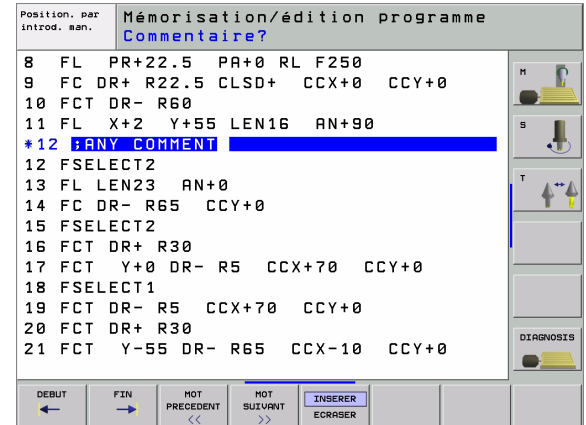 Position. par
introd. man.
Mémorisation/édition programme
Commentaire?
8 FL PR+22.5 PA+0 RL F250
9 FC DR+ R22.5 CLSD+ CCX+0 CCY+0
10 FCT DR- R60
11 FL X+2 Y+55 LEN16 AN+90
*12 ;ANY COMMENT
12 FSELECT2
13 FL LEN23 AN+0
14 FC DR- R65 CCY+0
15 FSELECT2
16 FCT DR+ R30
17 FCT Y+0 DR- R5 CCX+70 CCY+0
18 FSELECT1
19 FCT DR- R5 CCX+70 CCY+0
20 FCT DR+ R30
21 FCT Y-55 DR- R65 CCX-10 CCY+0
M
S
T
DIAGNOSIS
DEBUT
FIN
MOT
PRECEDENT
<<
MOT
SUIVANT
>>
INSERER
ECRASER